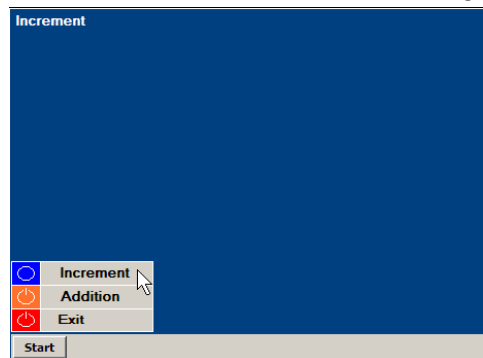 Increment
Increment
Addition
Exit
Start